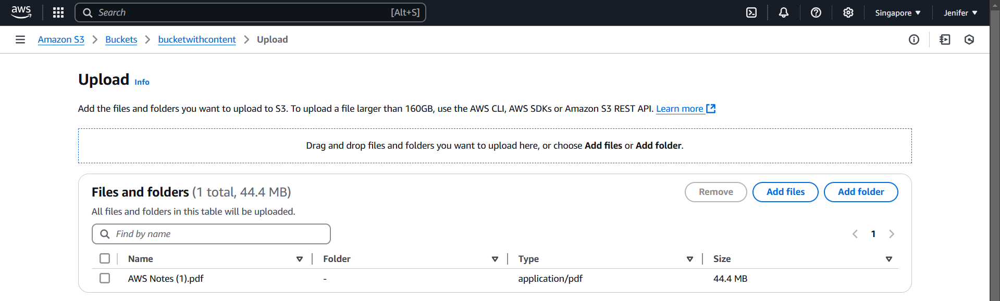 aws Search [Alt+S] Singapore Jenifer
Amazon S3 Buckets bucketwithcontent Upload
Upload Info
Add the files and folders you want to upload to S3. To upload a file larger than 160GB, use the AWS CLI, AWS SDKs or Amazon S3 REST API. Learn more
Drag and drop files and folders you want to upload here, or choose Add files or Add folder.
Files and folders (1 total, 44.4 MB) Remove Add files Add folder
All files and folders in this table will be uploaded.
Find by name 1
Name Folder Type Size
AWS Notes (1).pdf - application/pdf 44.4 MB